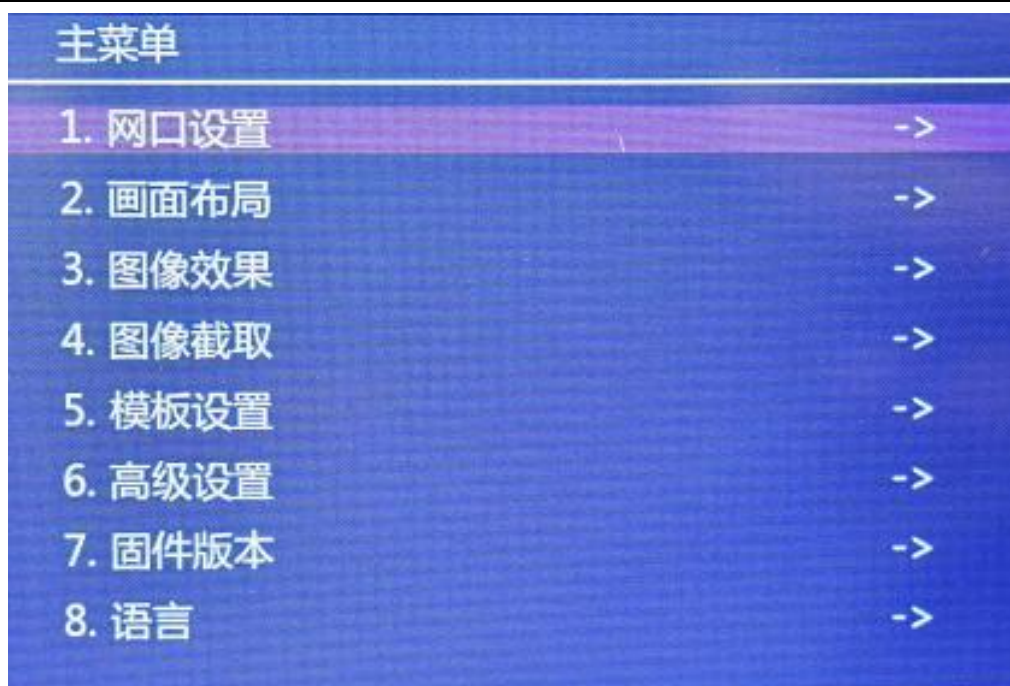 主菜单
1. 网口设置 ->
2. 画面布局 ->
3. 图像效果 ->
4. 图像截取 ->
5. 模板设置 ->
6. 高级设置 ->
7. 固件版本 ->
8. 语言 ->